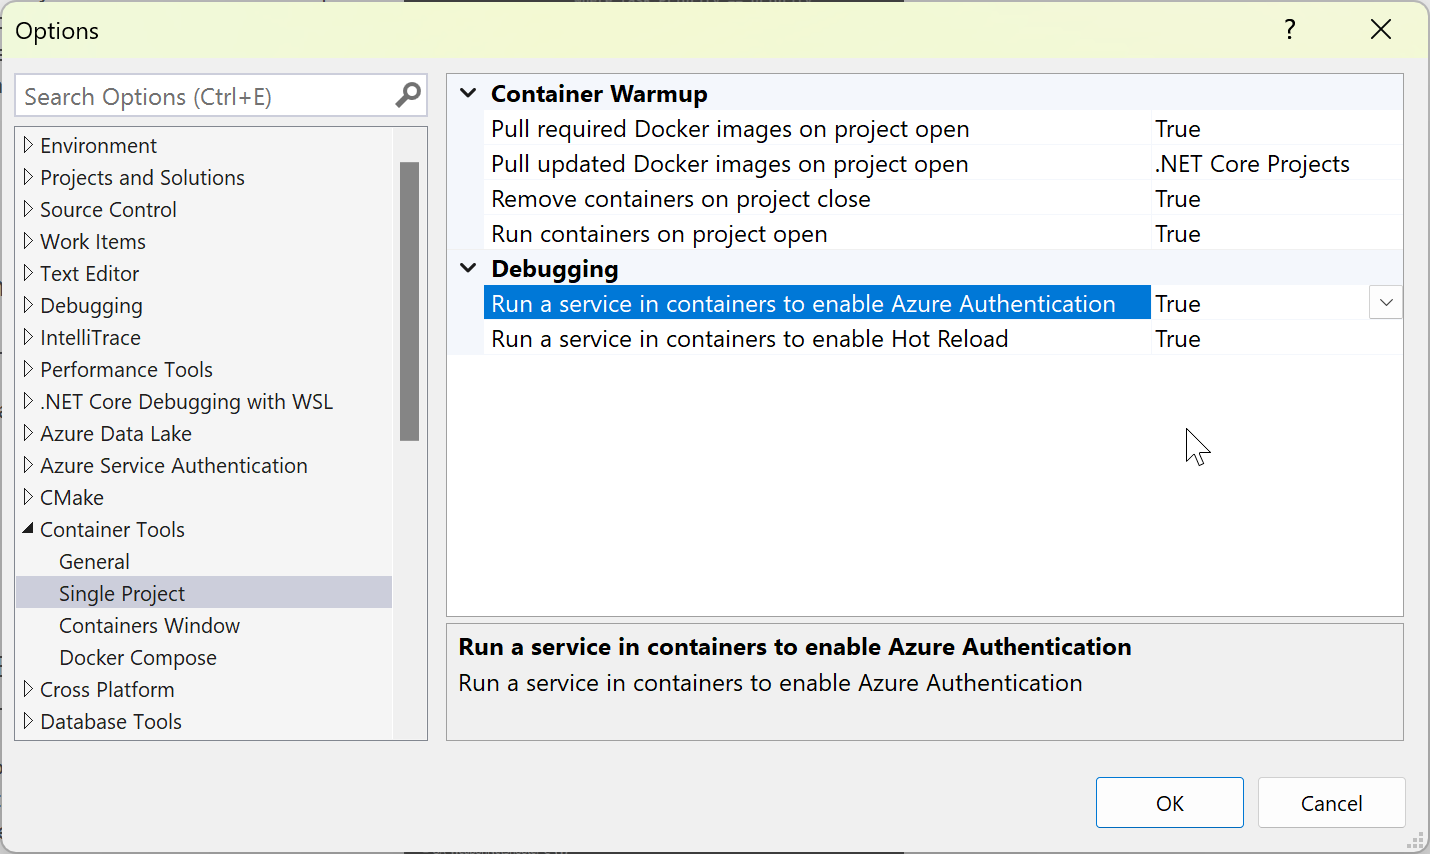 Options
?
Search Options (Ctrl+E)
Environment
Projects and Solutions
Source Control
Work Items
Text Editor
Debugging
IntelliTrace
Performance Tools
.NET Core Debugging with WSL
Azure Data Lake
Azure Service Authentication
CMake
Container Tools
General
Single Project
Containers Window
Docker Compose
Cross Platform
Database Tools
Container Warmup
Pull required Docker images on project open True
Pull updated Docker images on project open .NET Core Projects
Remove containers on project close True
Run containers on project open True
Debugging
Run a service in containers to enable Azure Authentication True
Run a service in containers to enable Hot Reload True
Run a service in containers to enable Azure Authentication
Run a service in containers to enable Azure Authentication
OK
Cancel